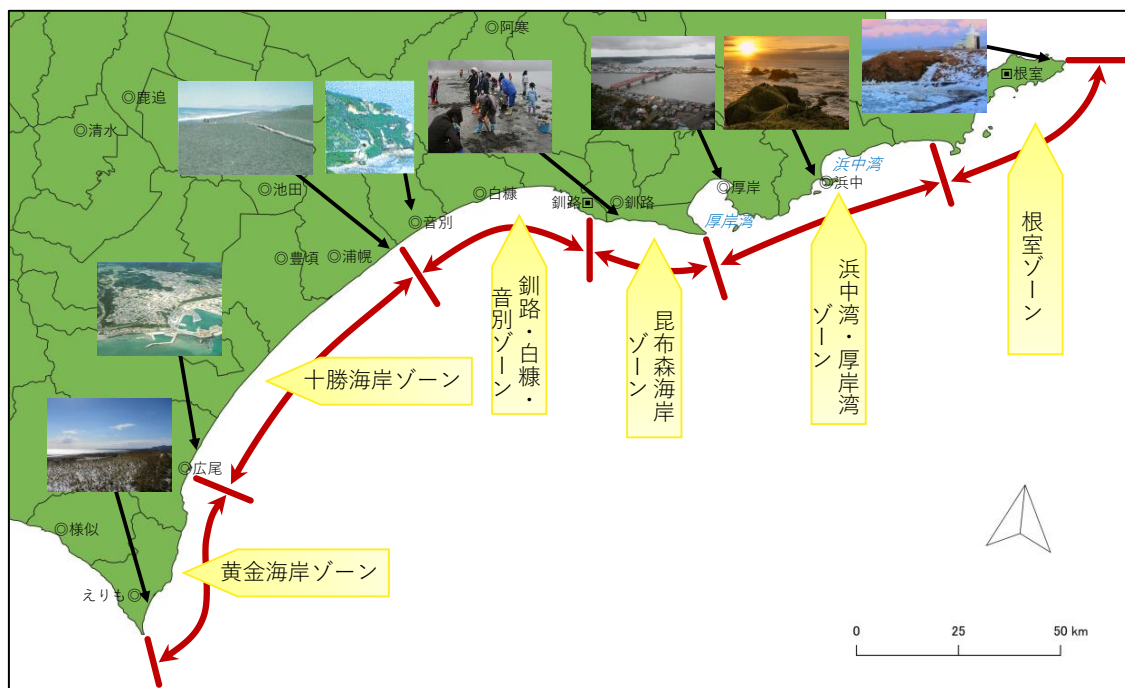 ◎阿寒
◎鹿追
◎清水
◎池田
◎豊頃
◎浦幌
◎音別
◎白糠
釧路▣
◎釧路
◎厚岸
厚岸湾
浜中湾
◎浜中
▣根室
◎広尾
◎様似
えりも◎
根室ゾーン
浜中湾・厚岸湾
ゾーン
昆布森海岸
ゾーン
釧路・白糠・
音別ゾーン
十勝海岸ゾーン
黄金海岸ゾーン
0 25 50 km